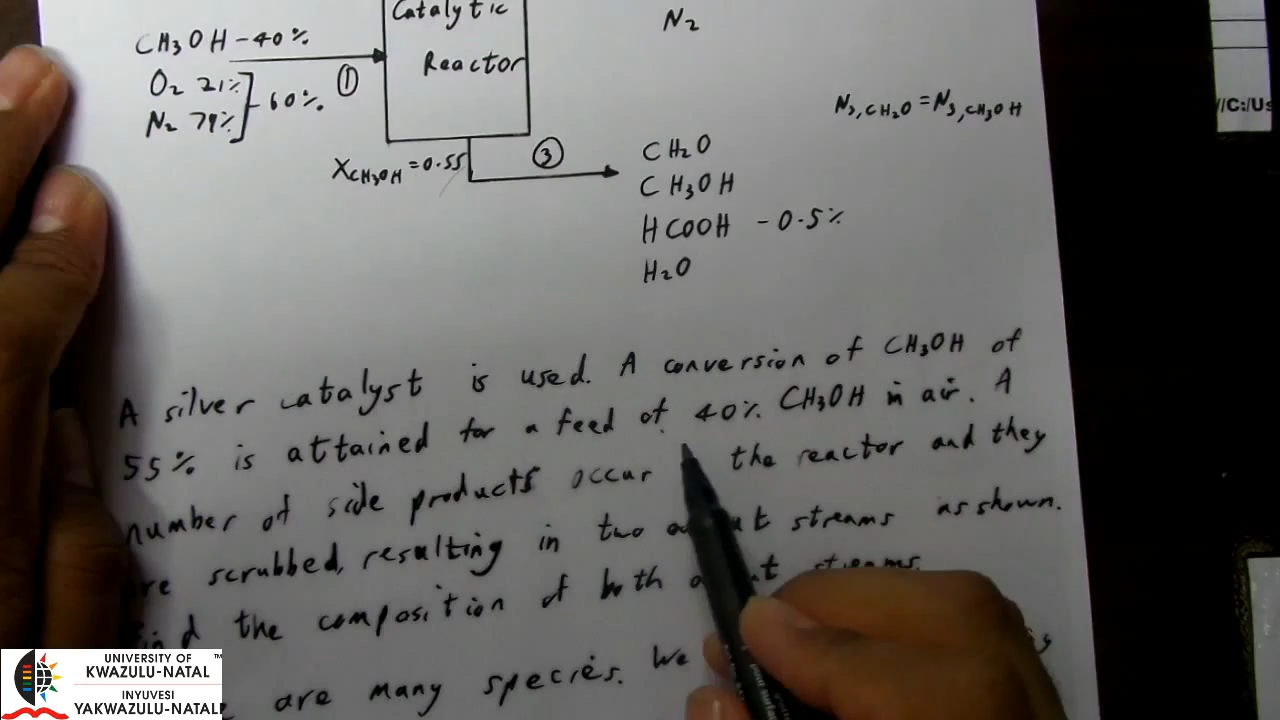 Catalytic
Reactor
N2
CH3OH - 40%
O2 21%
N2 79%
- 60%
①
XCH3OH = 0.55
③
CH2O
CH3OH
HCOOH - 0.5%
H2O
N3,CH2O = N3,CH3OH
//C:/Us
A silver catalyst is used. A conversion of CH3OH of
55% is attained for a feed of 40% CH3OH in air. A
number of side products occur the reactor and they
scrubbed, resulting in two streams as shown.
the composition of both streams
are many species. We
UNIVERSITY OF
KWAZULU-NATAL
TM
INYUVESI
YAKWAZULU-NATALI